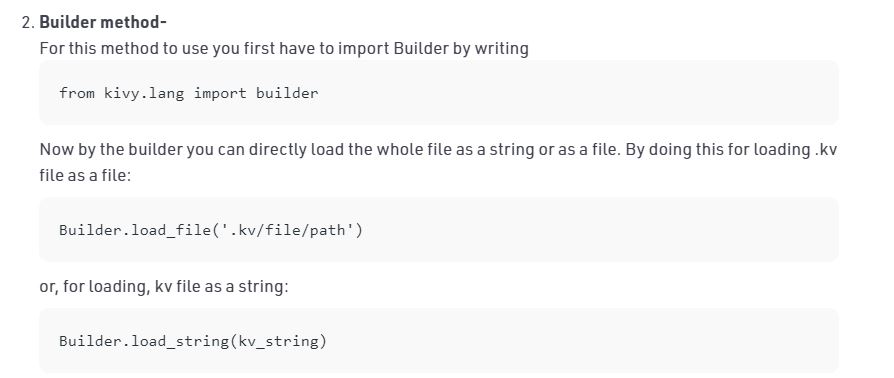 2. Builder method-
For this method to use you first have to import Builder by writing
from kivy.lang import builder
Now by the builder you can directly load the whole file as a string or as a file. By doing this for loading .kv
file as a file:
Builder.load_file('.kv/file/path')
or, for loading, kv file as a string:
Builder.load_string(kv_string)